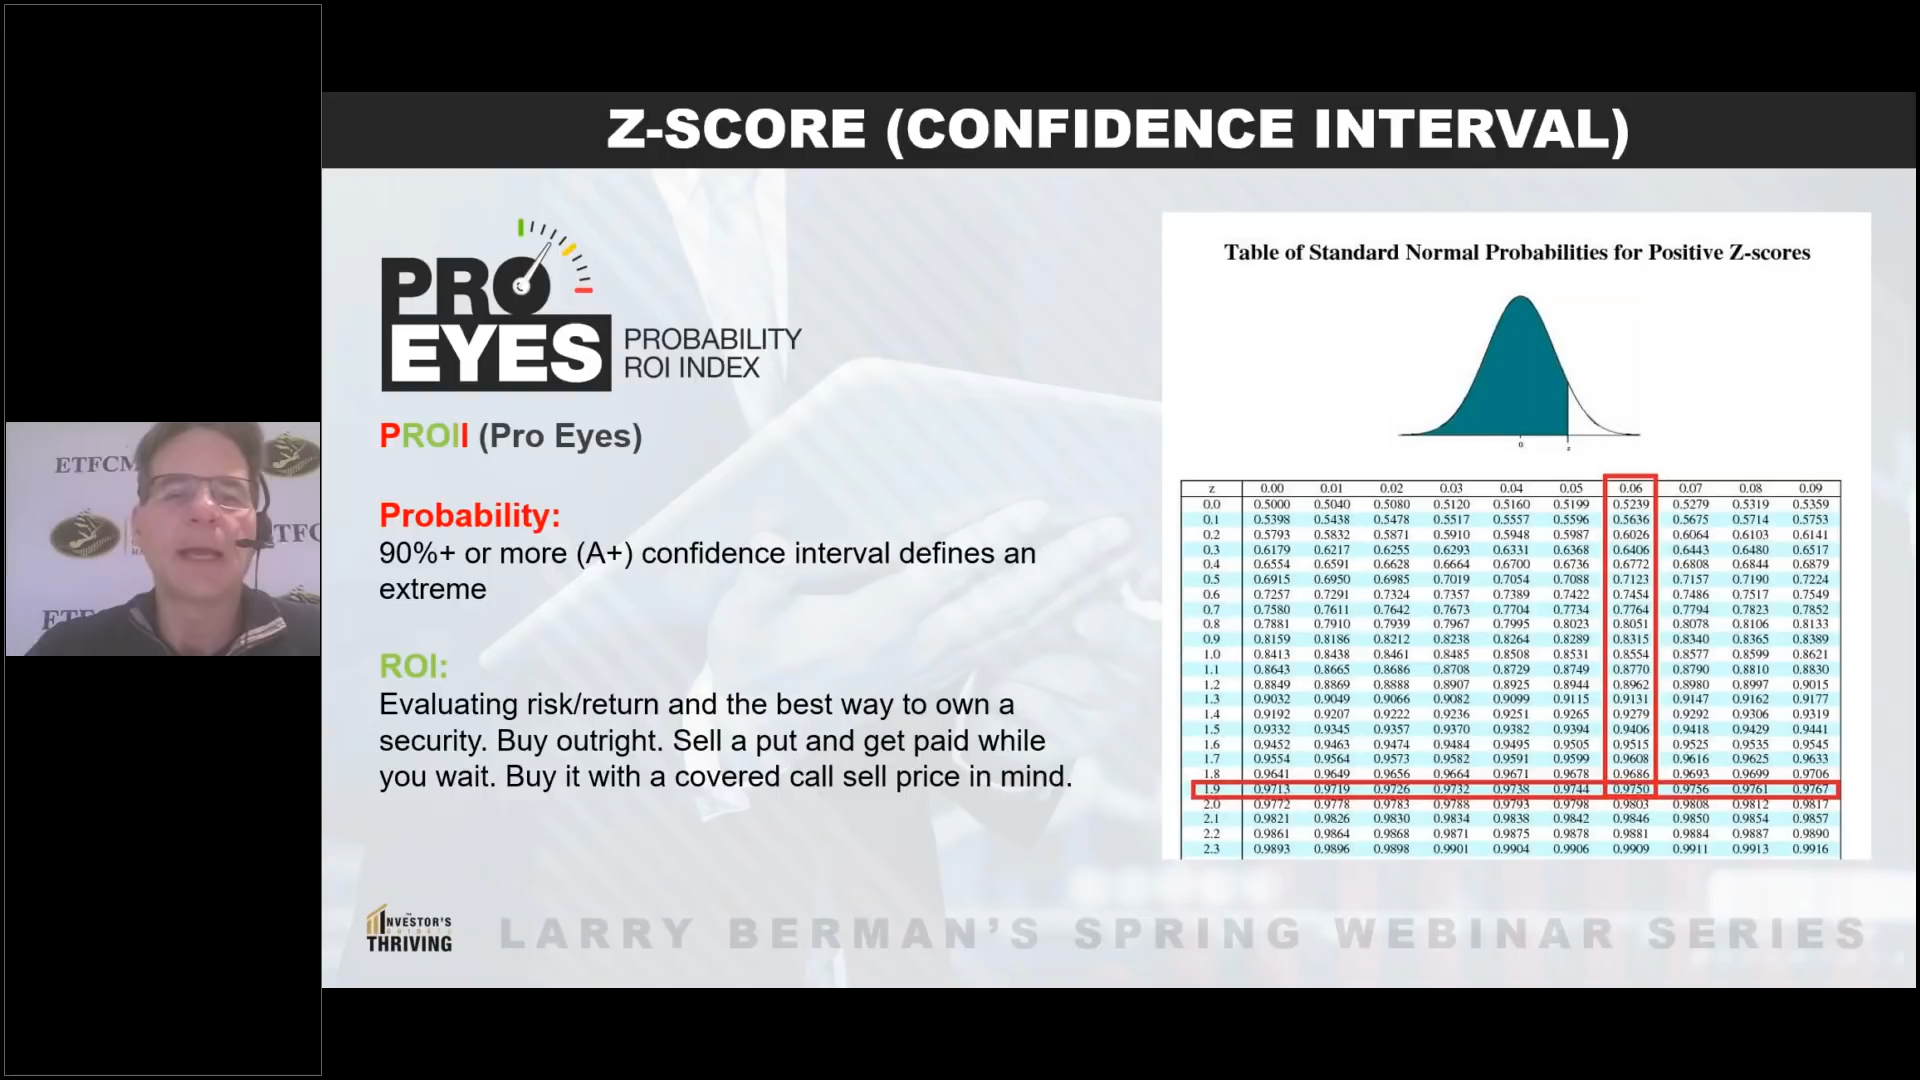 Z-SCORE (CONFIDENCE INTERVAL)
PRO
EYES
PROBABILITY
ROI INDEX
PROII (Pro Eyes)
Probability:
90%+ or more (A+) confidence interval defines an
extreme
ROI:
Evaluating risk/return and the best way to own a
security. Buy outright. Sell a put and get paid while
you wait. Buy it with a covered call sell price in mind.
Table of Standard Normal Probabilities for Positive Z-scores
0 z
z 0.00 0.01 0.02 0.03 0.04 0.05 0.06 0.07 0.08 0.09
0.0 0.5000 0.5040 0.5080 0.5120 0.5160 0.5199 0.5239 0.5279 0.5319 0.5359
0.1 0.5398 0.5438 0.5478 0.5517 0.5557 0.5596 0.5636 0.5675 0.5714 0.5753
0.2 0.5793 0.5832 0.5871 0.5910 0.5948 0.5987 0.6026 0.6064 0.6103 0.6141
0.3 0.6179 0.6217 0.6255 0.6293 0.6331 0.6368 0.6406 0.6443 0.6480 0.6517
0.4 0.6554 0.6591 0.6628 0.6664 0.6700 0.6736 0.6772 0.6808 0.6844 0.6879
0.5 0.6915 0.6950 0.6985 0.7019 0.7054 0.7088 0.7123 0.7157 0.7190 0.7224
0.6 0.7257 0.7291 0.7324 0.7357 0.7389 0.7422 0.7454 0.7486 0.7517 0.7549
0.7 0.7580 0.7611 0.7642 0.7673 0.7704 0.7734 0.7764 0.7794 0.7823 0.7852
0.8 0.7881 0.7910 0.7939 0.7967 0.7995 0.8023 0.8051 0.8078 0.8106 0.8133
0.9 0.8159 0.8186 0.8212 0.8238 0.8264 0.8289 0.8315 0.8340 0.8365 0.8389
1.0 0.8413 0.8438 0.8461 0.8485 0.8508 0.8531 0.8554 0.8577 0.8599 0.8621
1.1 0.8643 0.8665 0.8686 0.8708 0.8729 0.8749 0.8770 0.8790 0.8810 0.8830
1.2 0.8849 0.8869 0.8888 0.8907 0.8925 0.8944 0.8962 0.8980 0.8997 0.9015
1.3 0.9032 0.9049 0.9066 0.9082 0.9099 0.9115 0.9131 0.9147 0.9162 0.9177
1.4 0.9192 0.9207 0.9222 0.9236 0.9251 0.9265 0.9279 0.9292 0.9306 0.9319
1.5 0.9332 0.9345 0.9357 0.9370 0.9382 0.9394 0.9406 0.9418 0.9429 0.9441
1.6 0.9452 0.9463 0.9474 0.9484 0.9495 0.9505 0.9515 0.9525 0.9535 0.9545
1.7 0.9554 0.9564 0.9573 0.9582 0.9591 0.9599 0.9608 0.9616 0.9625 0.9633
1.8 0.9641 0.9649 0.9656 0.9664 0.9671 0.9678 0.9686 0.9693 0.9699 0.9706
1.9 0.9713 0.9719 0.9726 0.9732 0.9738 0.9744 0.9750 0.9756 0.9761 0.9767
2.0 0.9772 0.9778 0.9783 0.9788 0.9793 0.9798 0.9803 0.9808 0.9812 0.9817
2.1 0.9821 0.9826 0.9830 0.9834 0.9838 0.9842 0.9846 0.9850 0.9854 0.9857
2.2 0.9861 0.9864 0.9868 0.9871 0.9875 0.9878 0.9881 0.9884 0.9887 0.9890
2.3 0.9893 0.9896 0.9898 0.9901 0.9904 0.9906 0.9909 0.9911 0.9913 0.9916
ETFCM
INVESTOR'S
THRIVING
LARRY BERMAN'S SPRING WEBINAR SERIES